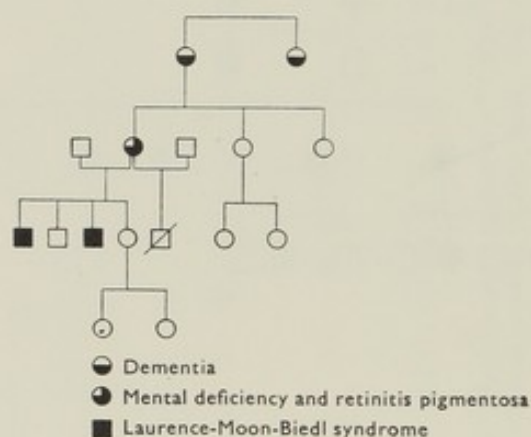 Dementia
Mental deficiency and retinitis pigmentosa
Laurence-Moon-Biedl syndrome